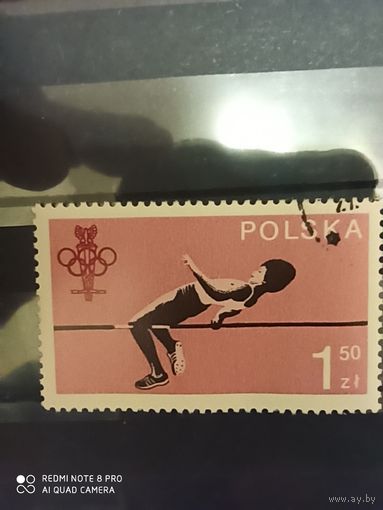 POLSKA
1 50
zł
REDMI NOTE 8 PRO
AI QUAD CAMERA
www.ay.by